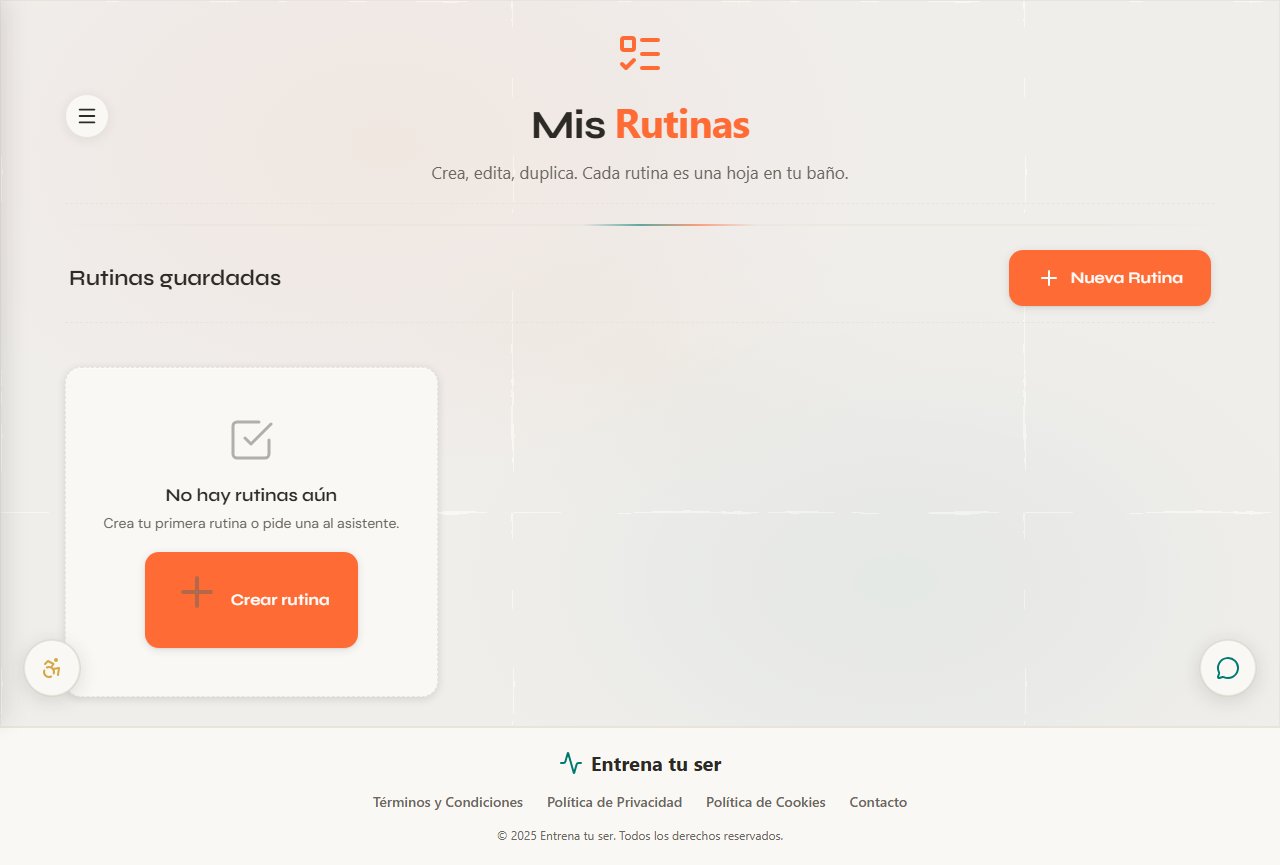 Mis Rutinas
Crea, edita, duplica. Cada rutina es una hoja en tu baño.
Rutinas guardadas
Nueva Rutina
No hay rutinas aún
Crea tu primera rutina o pide una al asistente.
Crear rutina
Entrena tu ser
Términos y Condiciones Política de Privacidad Política de Cookies Contacto
© 2025 Entrena tu ser. Todos los derechos reservados.